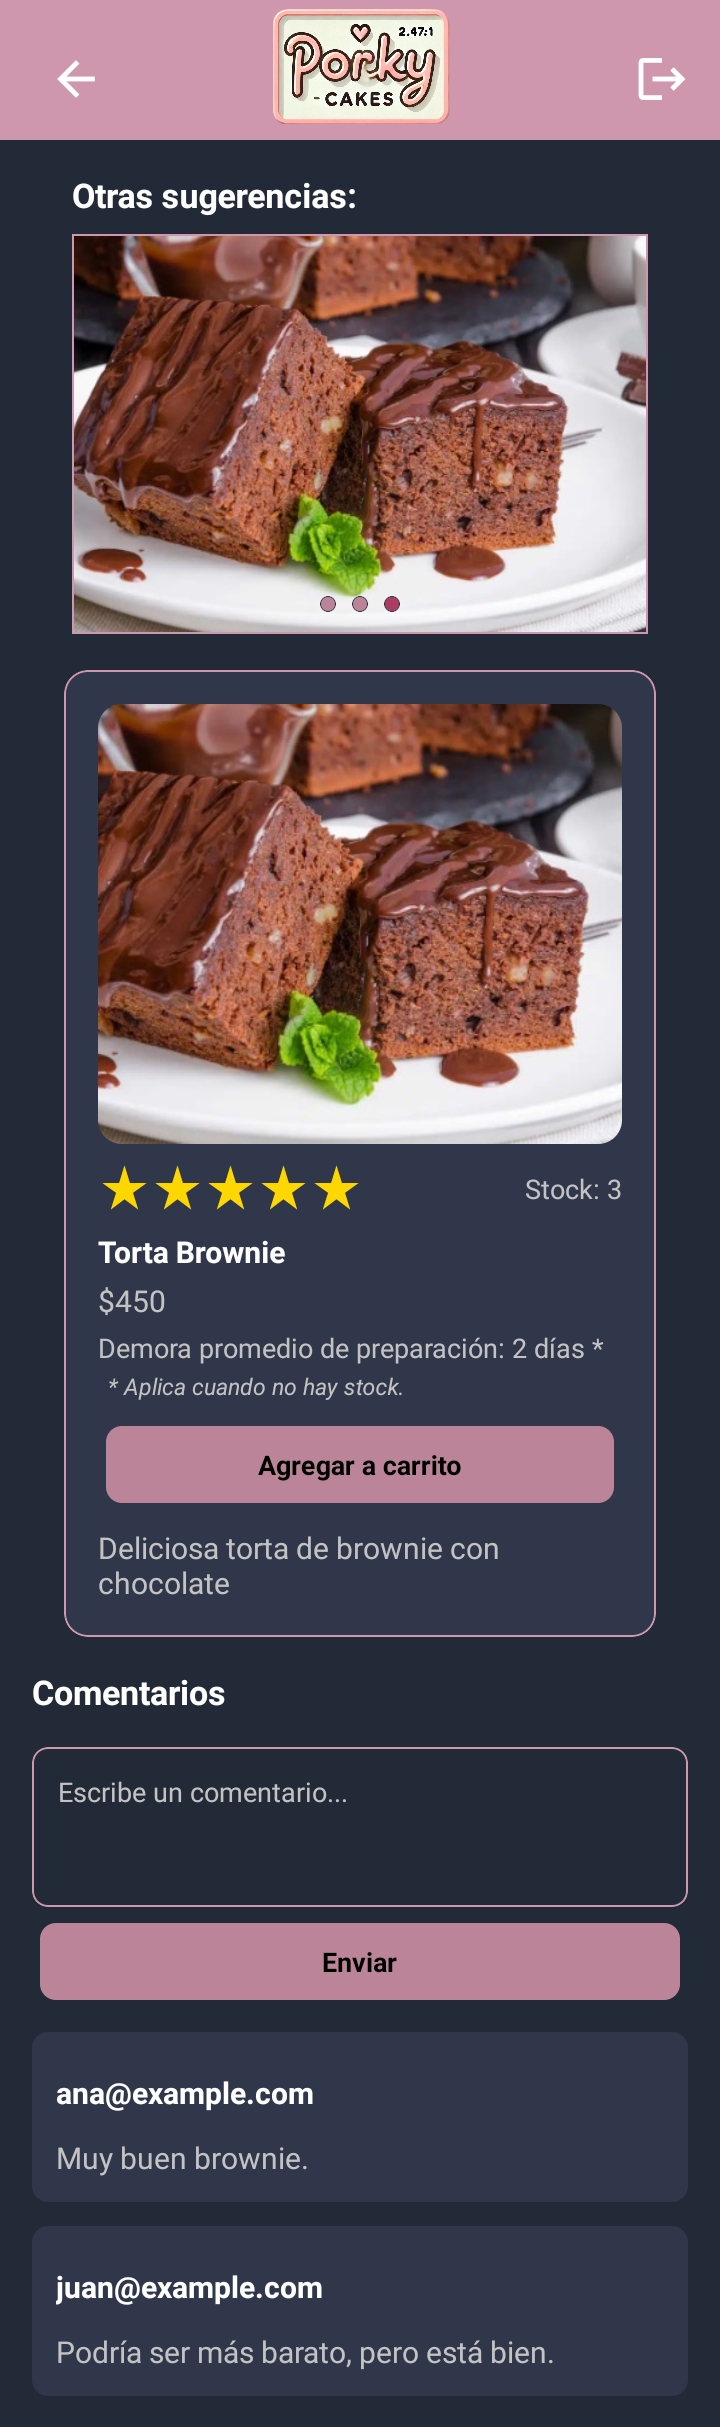 2.47:1
Porky
-CAKES
Otras sugerencias:
Stock: 3
Torta Brownie
$450
Demora promedio de preparación: 2 días *
* Aplica cuando no hay stock.
Agregar a carrito
Deliciosa torta de brownie con
chocolate
Comentarios
Escribe un comentario...
Enviar
ana@example.com
Muy buen brownie.
juan@example.com
Podría ser más barato, pero está bien.